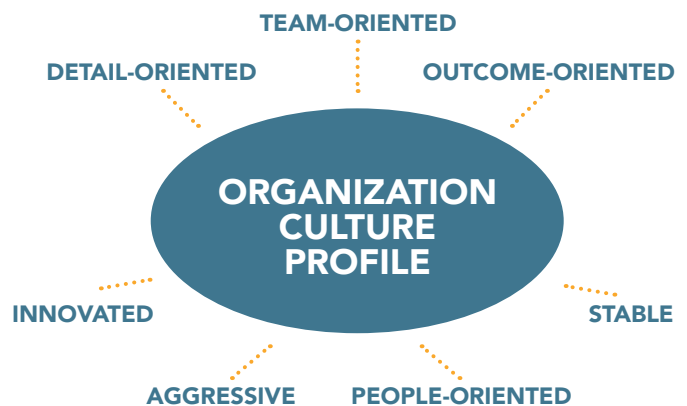 TEAM-ORIENTED
DETAIL-ORIENTED
OUTCOME-ORIENTED
ORGANIZATION
CULTURE
PROFILE
INNOVATED
STABLE
AGGRESSIVE
PEOPLE-ORIENTED